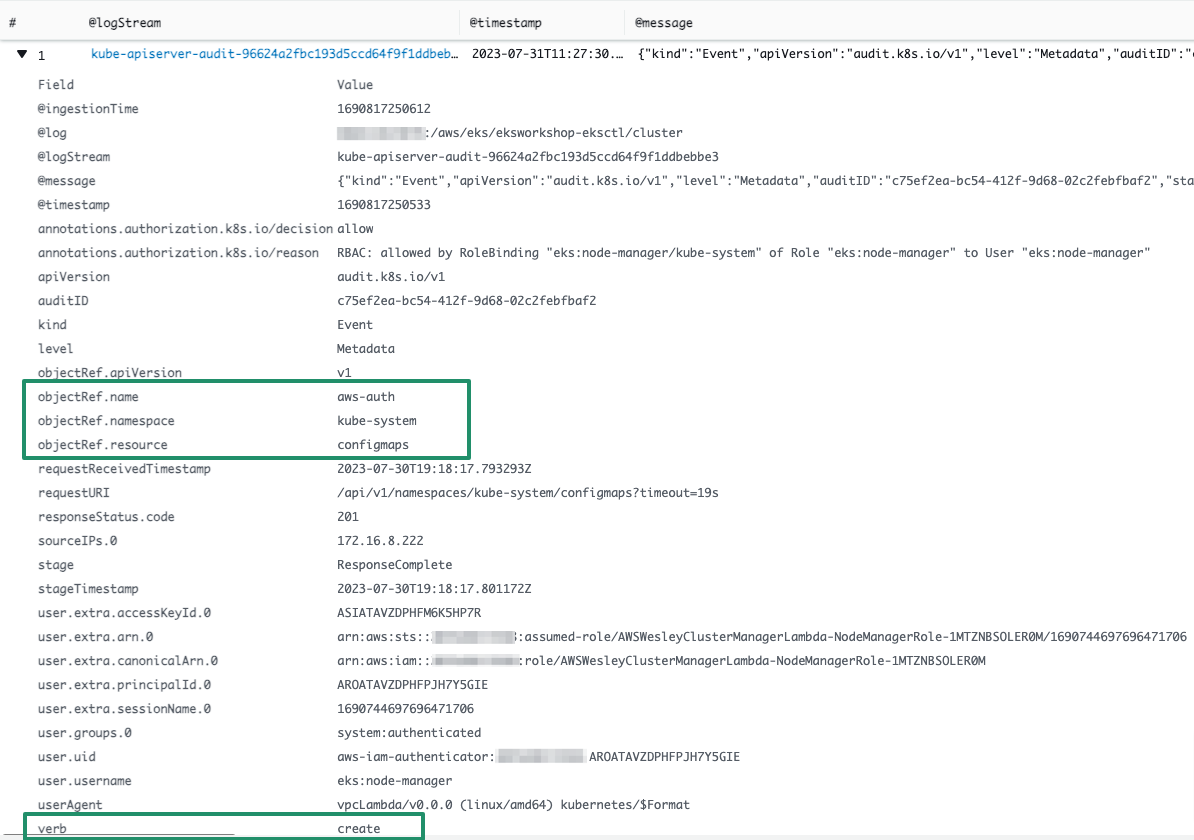 # @logStream @timestamp @message
1 kube-apiserver-audit-96624a2fbc193d5ccd64f9f1ddbeb… 2023-07-31T11:27:30.… {"kind":"Event","apiVersion":"audit.k8s.io/v1","level":"Metadata","auditID":"
Field Value
@ingestionTime 1690817250612
@log :/aws/eks/eksworkshop-eksctl/cluster
@logStream kube-apiserver-audit-96624a2fbc193d5ccd64f9f1ddbebbe3
@message {"kind":"Event","apiVersion":"audit.k8s.io/v1","level":"Metadata","auditID":"c75ef2ea-bc54-412f-9d68-02c2febfbaf2","sta
@timestamp 1690817250533
annotations.authorization.k8s.io/decision allow
annotations.authorization.k8s.io/reason RBAC: allowed by RoleBinding "eks:node-manager/kube-system" of Role "eks:node-manager" to User "eks:node-manager"
apiVersion audit.k8s.io/v1
auditID c75ef2ea-bc54-412f-9d68-02c2febfbaf2
kind Event
level Metadata
objectRef.apiVersion v1
objectRef.name aws-auth
objectRef.namespace kube-system
objectRef.resource configmaps
requestReceivedTimestamp 2023-07-30T19:18:17.793293Z
requestURI /api/v1/namespaces/kube-system/configmaps?timeout=19s
responseStatus.code 201
sourceIPs.0 172.16.8.222
stage ResponseComplete
stageTimestamp 2023-07-30T19:18:17.801172Z
user.extra.accessKeyId.0 ASIATAVZDPHFM6K5HP7R
user.extra.arn.0 arn:aws:sts:: :assumed-role/AWSWesleyClusterManagerLambda-NodeManagerRole-1MTZNBSOLER0M/1690744697696471706
user.extra.canonicalArn.0 arn:aws:iam:: :role/AWSWesleyClusterManagerLambda-NodeManagerRole-1MTZNBSOLER0M
user.extra.principalId.0 AROATAVZDPHFPJH7Y5GIE
user.extra.sessionName.0 1690744697696471706
user.groups.0 system:authenticated
user.uid aws-iam-authenticator: AROATAVZDPHFPJH7Y5GIE
user.username eks:node-manager
userAgent vpcLambda/v0.0.0 (linux/amd64) kubernetes/$Format
verb create